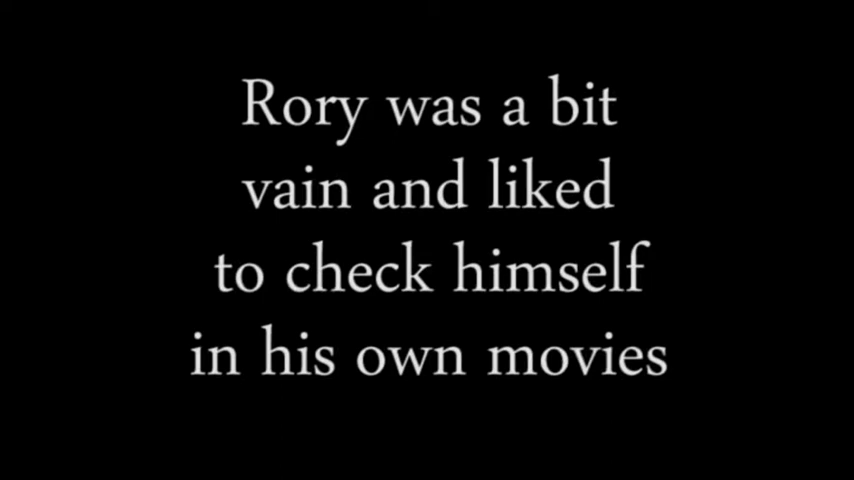 Rory was a bit
vain and liked
to check himself
in his own movies